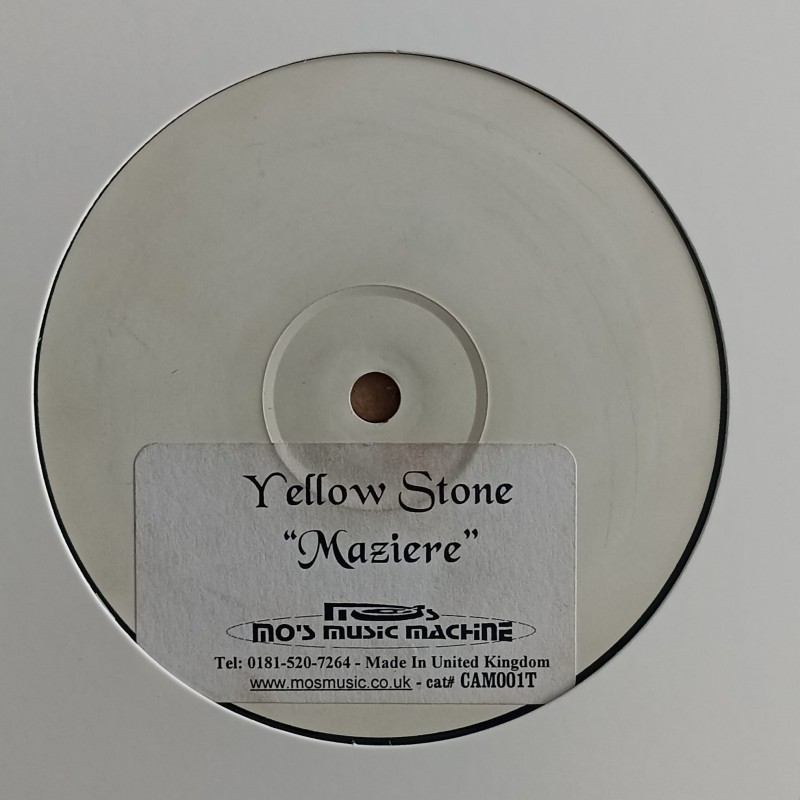 Yellow Stone
"Maziere"
MO's
MO'S MUSIC MACHINE
Tel: 0181-520-7264 - Made In United Kingdom
www.mosmusic.co.uk - cat# CAM001T